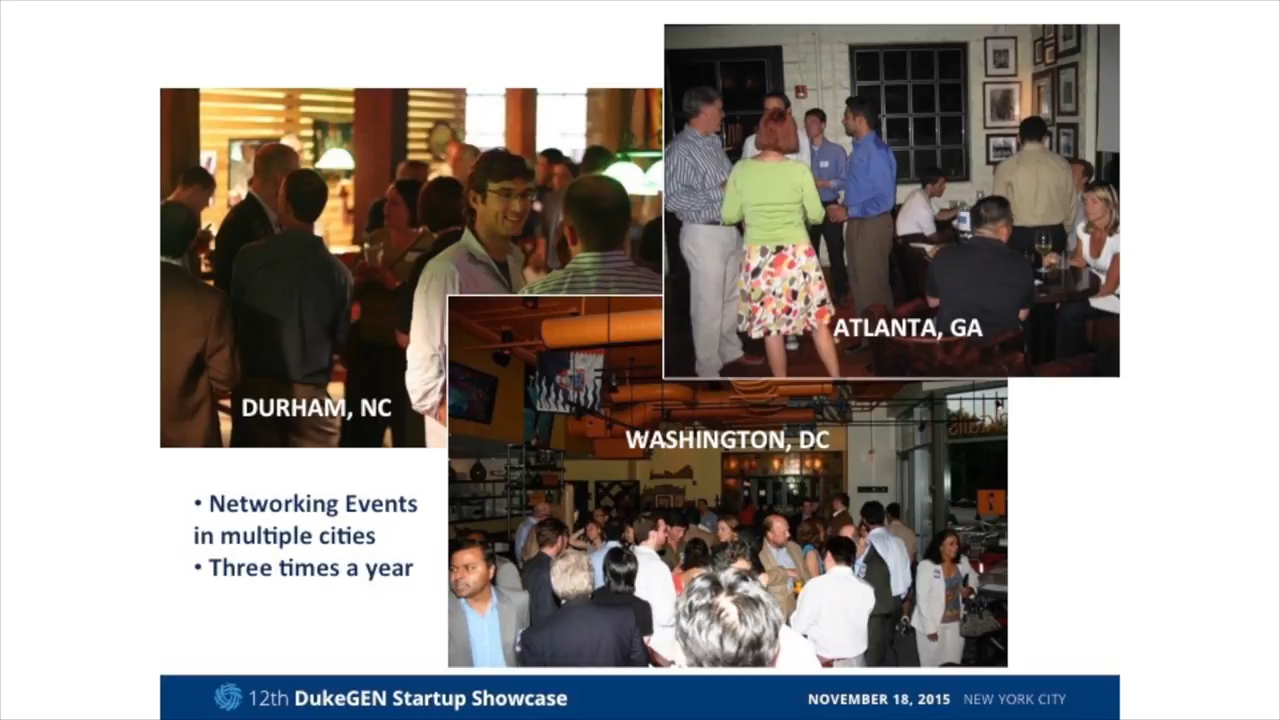 ATLANTA, GA
DURHAM, NC
WASHINGTON, DC
• Networking Events
in multiple cities
• Three times a year
12th DukeGEN Startup Showcase
NOVEMBER 18, 2015 NEW YORK CITY